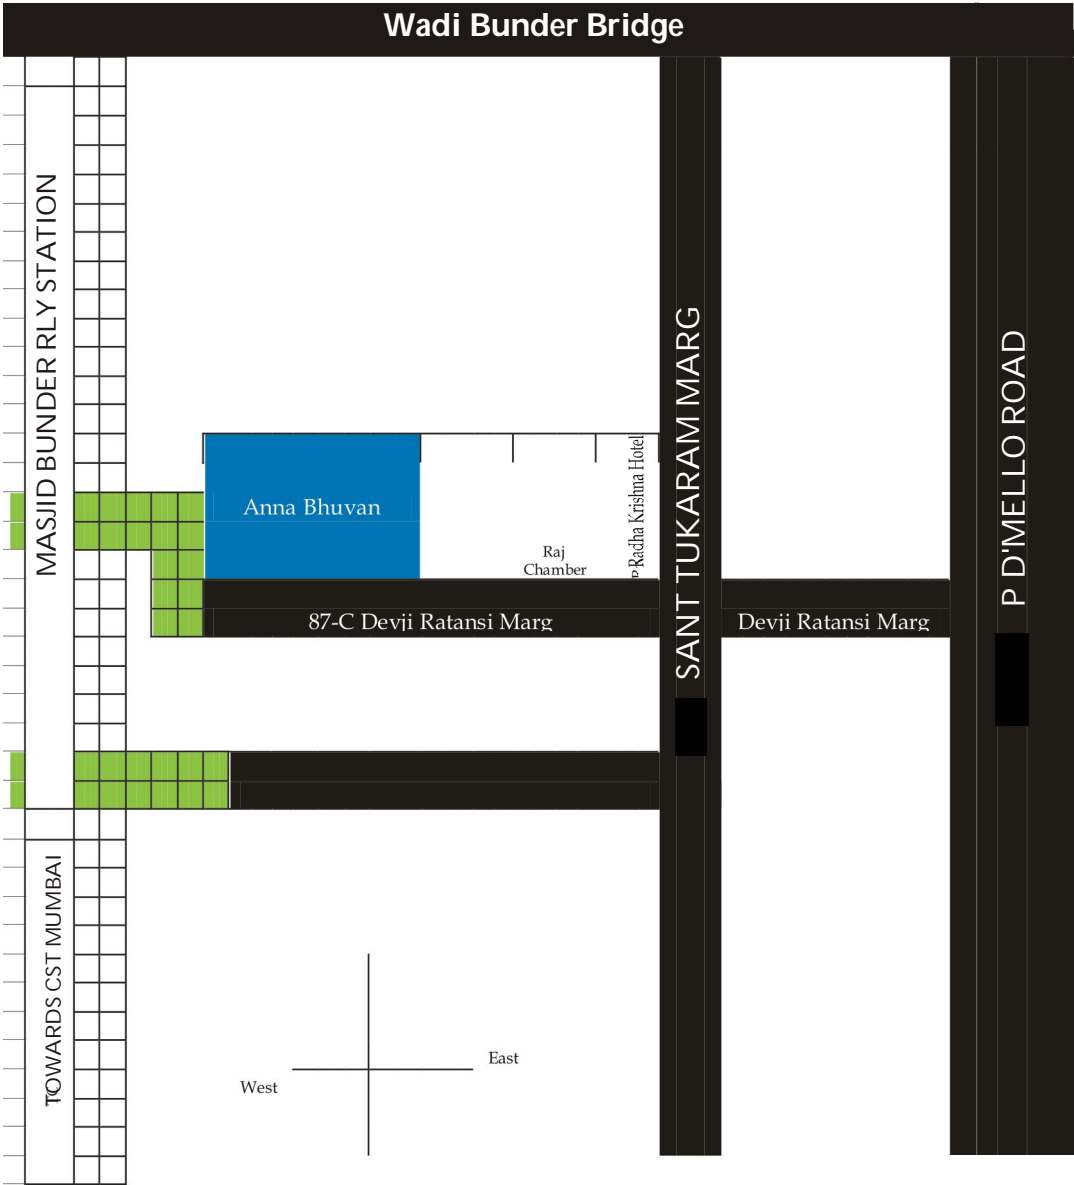 Wadi Bunder Bridge
MASJID BUNDER RLY STATION
SANT TUKARAM MARG
P D'MELLO ROAD
Anna Bhuvan
Raj
Chamber
Radha Krishna Hotel
87-C Devji Ratansi Marg
Devji Ratansi Marg
TOWARDS CST MUMBAI
East
West